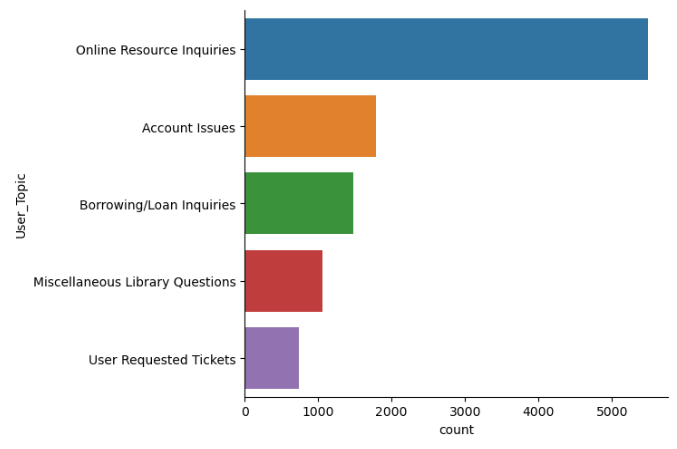 Online Resource Inquiries
Account Issues
Borrowing/Loan Inquiries
Miscellaneous Library Questions
User Requested Tickets
User_Topic
0 1000 2000 3000 4000 5000
count